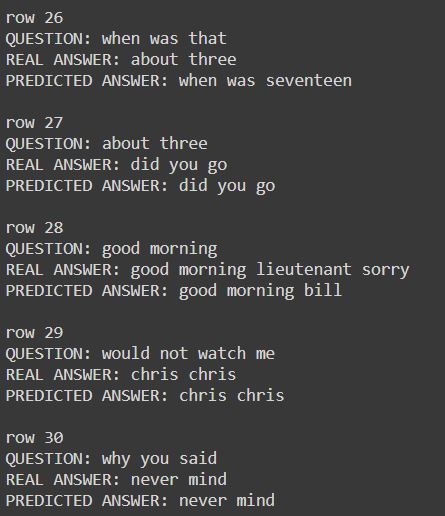 row 26
QUESTION: when was that
REAL ANSWER: about three
PREDICTED ANSWER: when was seventeen
row 27
QUESTION: about three
REAL ANSWER: did you go
PREDICTED ANSWER: did you go
row 28
QUESTION: good morning
REAL ANSWER: good morning lieutenant sorry
PREDICTED ANSWER: good morning bill
row 29
QUESTION: would not watch me
REAL ANSWER: chris chris
PREDICTED ANSWER: chris chris
row 30
QUESTION: why you said
REAL ANSWER: never mind
PREDICTED ANSWER: never mind